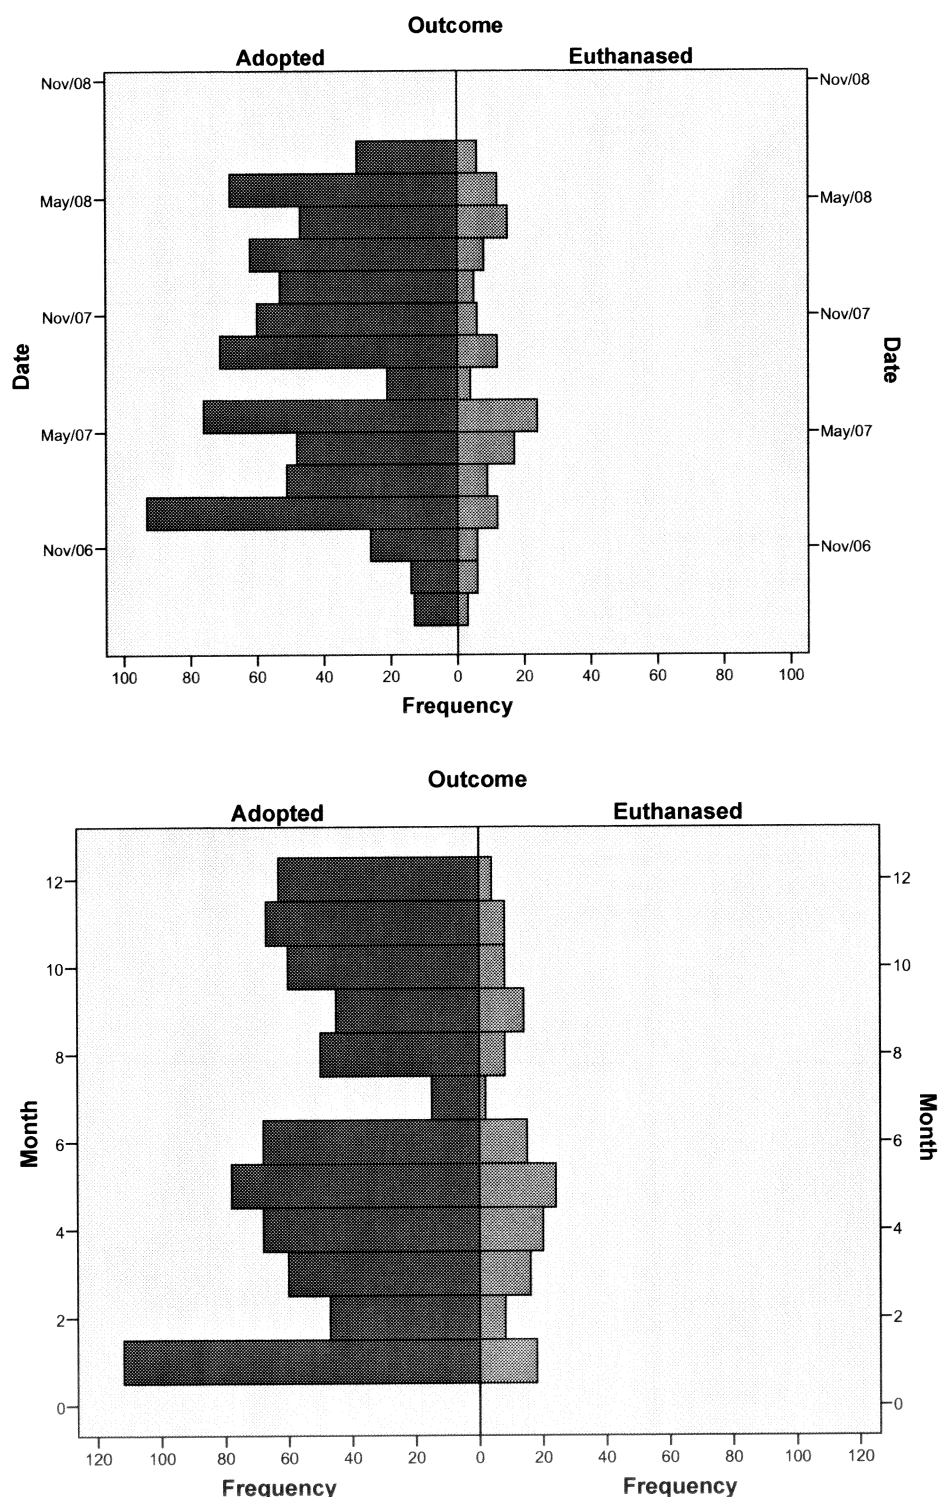 Outcome
Adopted Euthanased
Nov/08 Nov/08
May/08 May/08
Nov/07 Nov/07
Date Date
May/07 May/07
Nov/06 Nov/06
100 80 60 40 20 0 20 40 60 80 100
Frequency
Outcome
Adopted Euthanased
12 12
10 10
8 8
Month Month
6 6
4 4
2 2
0 0
120 100 80 60 40 20 0 20 40 60 80 100 120
Frequency Frequency